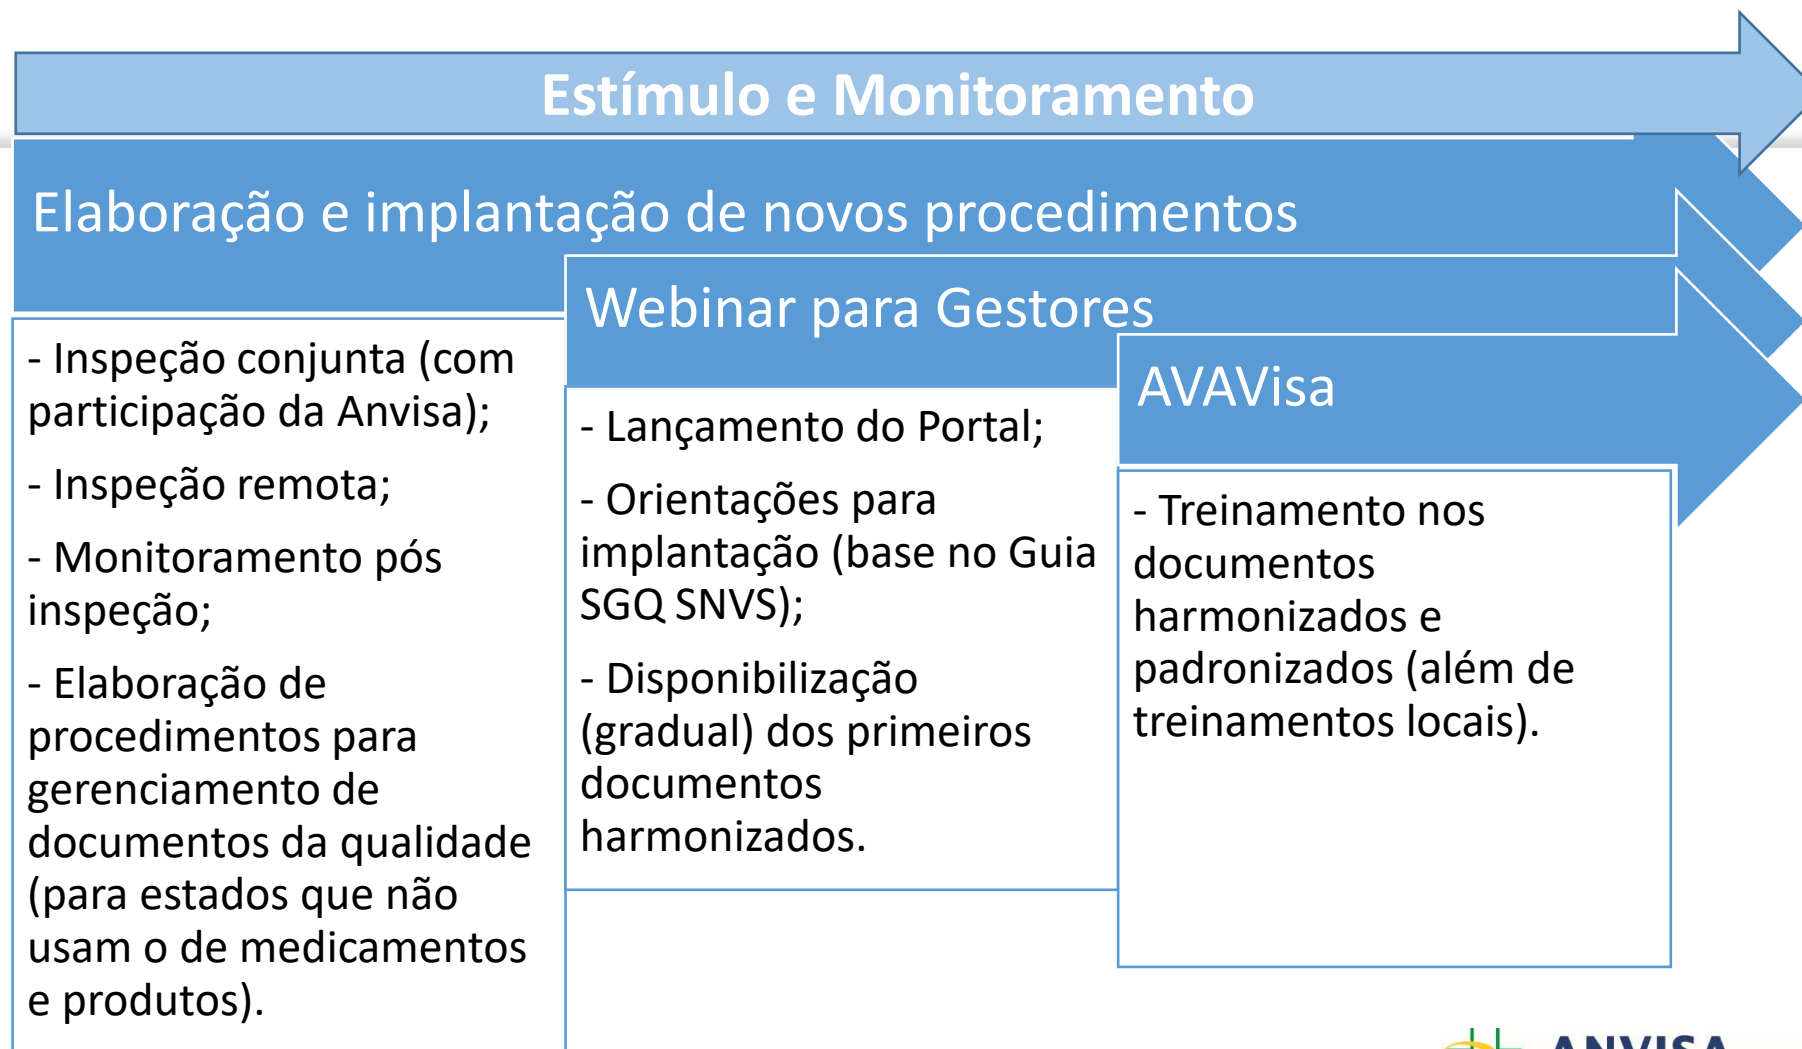 Estímulo e Monitoramento
Elaboração e implantação de novos procedimentos
- Inspeção conjunta (com
participação da Anvisa);
- Inspeção remota;
- Monitoramento pós
inspeção;
- Elaboração de
procedimentos para
gerenciamento de
documentos da qualidade
(para estados que não
usam o de medicamentos
e produtos).
Webinar para Gestores
- Lançamento do Portal;
- Orientações para
implantação (base no Guia
SGQ SNVS);
- Disponibilização
(gradual) dos primeiros
documentos
harmonizados.
AVAVisa
- Treinamento nos
documentos
harmonizados e
padronizados (além de
treinamentos locais).
ANVISA